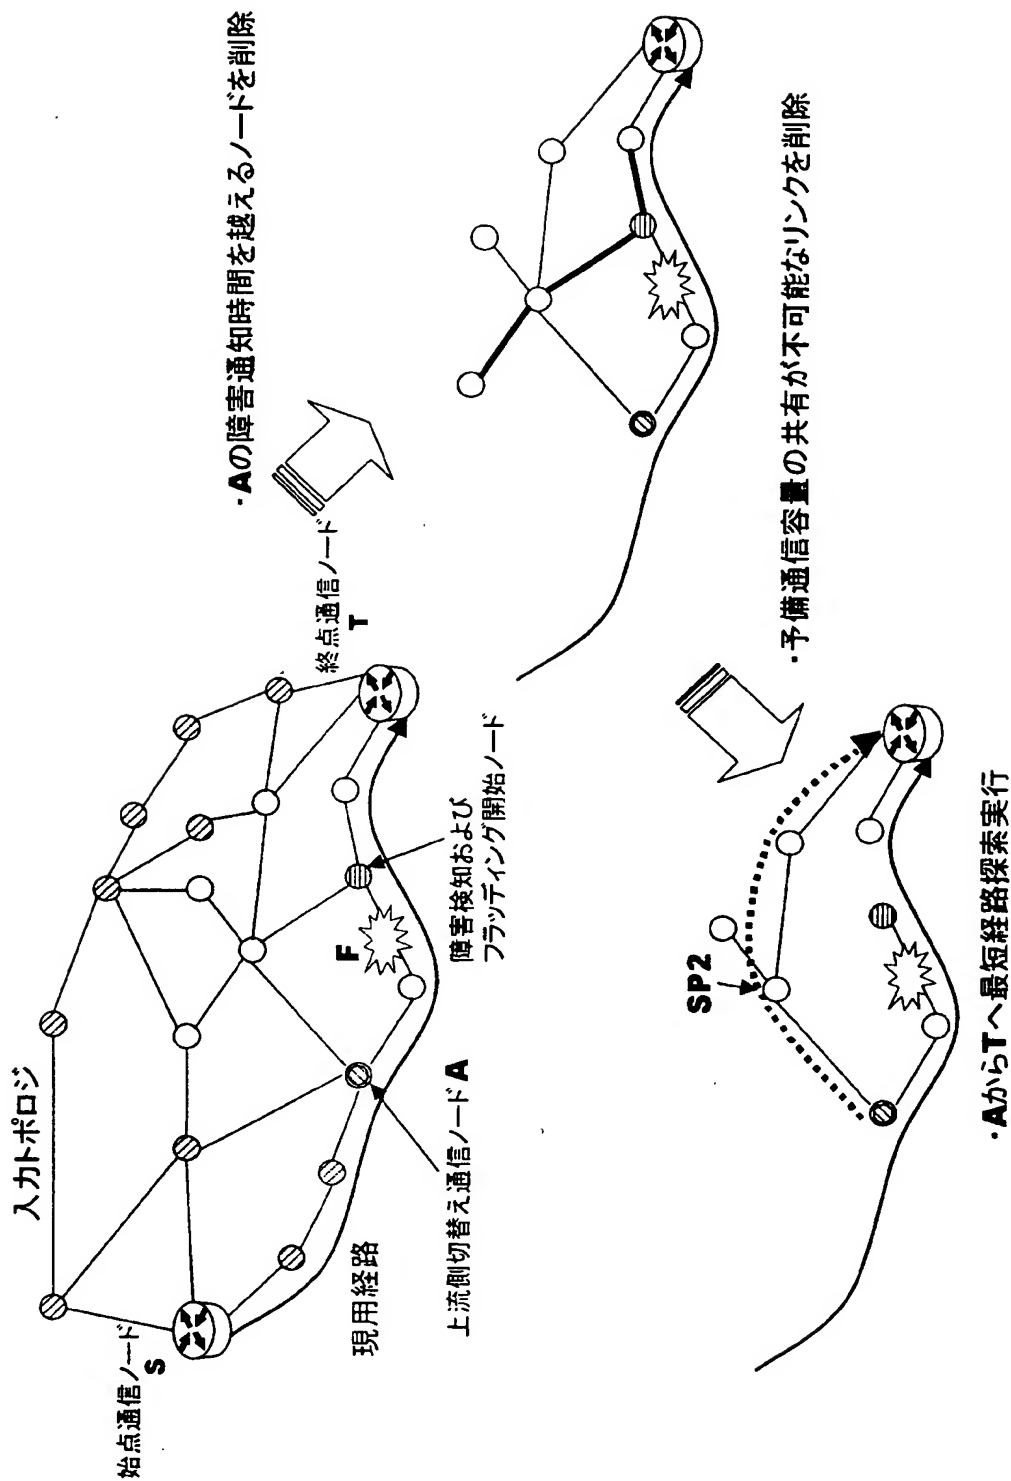 入力トポロジ
始点通信ノード
S
現用経路
上流側切替え通信ノードA
F
障害検知および
フラッディング開始ノード
終点通信ノード
T
・Aの障害通知時間を越えるノードを削除
・予備通信容量の共有が不可能なリンクを削除
SP2
・AからTへ最短経路探索実行